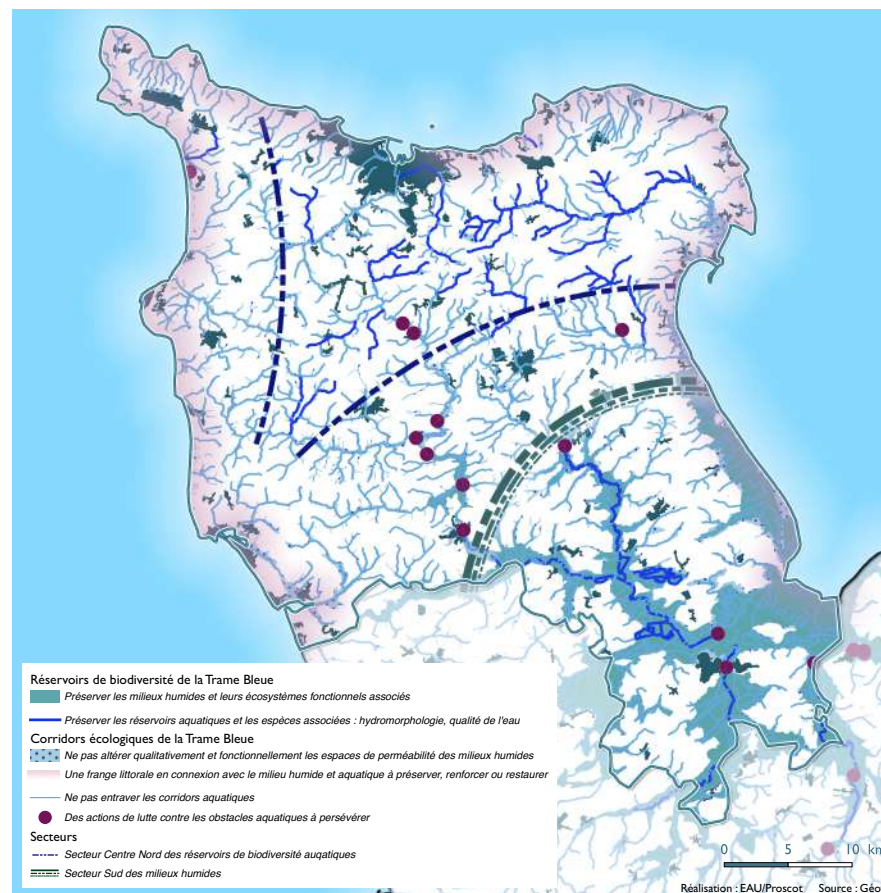 Réservoirs de biodiversité de la Trame Bleue
Préserver les milieux humides et leurs écosystèmes fonctionnels associés
Préserver les réservoirs aquatiques et les espèces associées : hydromorphologie, qualité de l'eau
Corridors écologiques de la Trame Bleue
Ne pas altérer qualitativement et fonctionnellement les espaces de perméabilité des milieux humides
Une frange littorale en connexion avec le milieu humide et aquatique à préserver, renforcer ou restaurer
Ne pas entraver les corridors aquatiques
Des actions de lutte contre les obstacles aquatiques à persévérer
Secteurs
Secteur Centre Nord des réservoirs de biodiversité auqatiques
Secteur Sud des milieux humides
0 5 10 km
Réalisation : EAU/Proscot Source : Géo